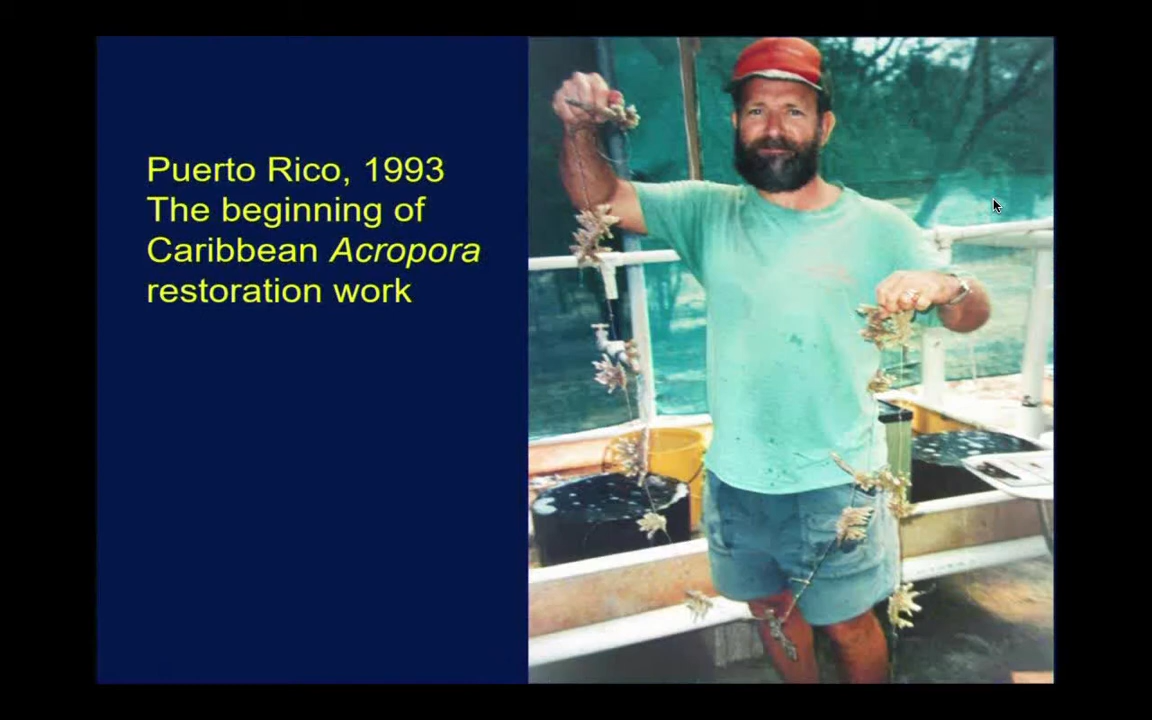 Puerto Rico, 1993
The beginning of
Caribbean Acropora
restoration work